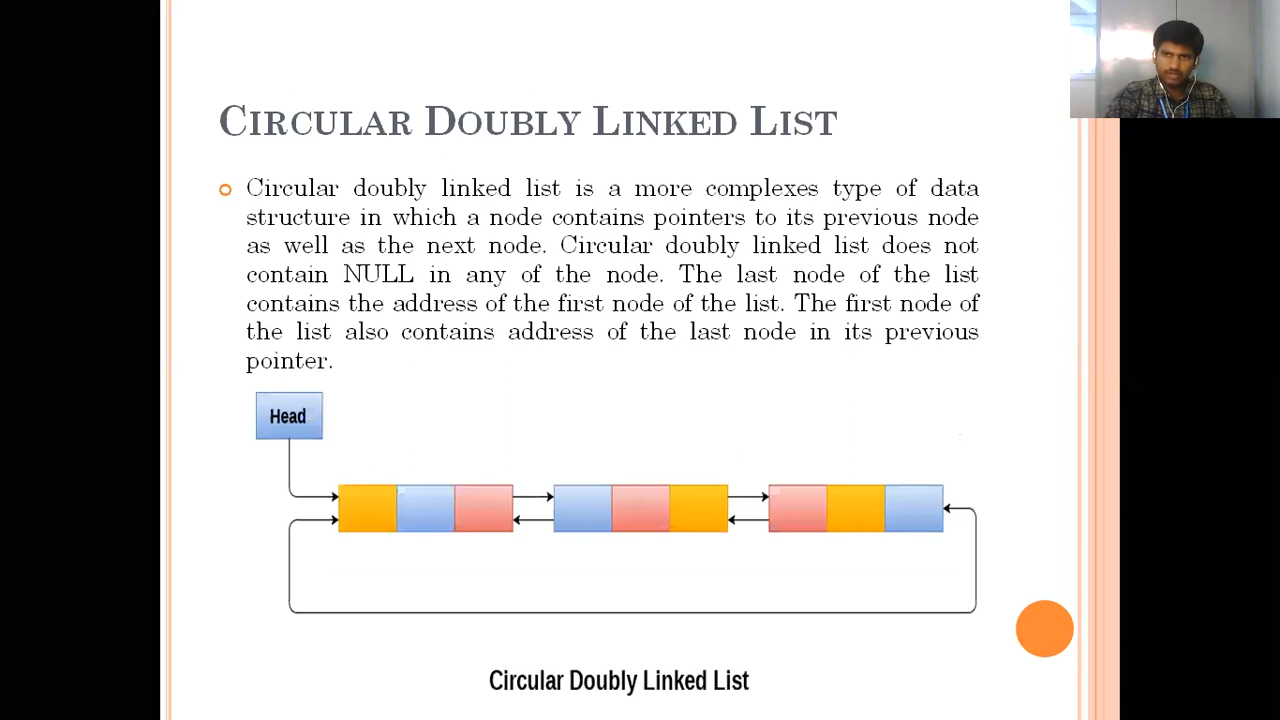 CIRCULAR DOUBLY LINKED LIST
Circular doubly linked list is a more complexes type of data
structure in which a node contains pointers to its previous node
as well as the next node. Circular doubly linked list does not
contain NULL in any of the node. The last node of the list
contains the address of the first node of the list. The first node of
the list also contains address of the last node in its previous
pointer.
Head
Circular Doubly Linked List